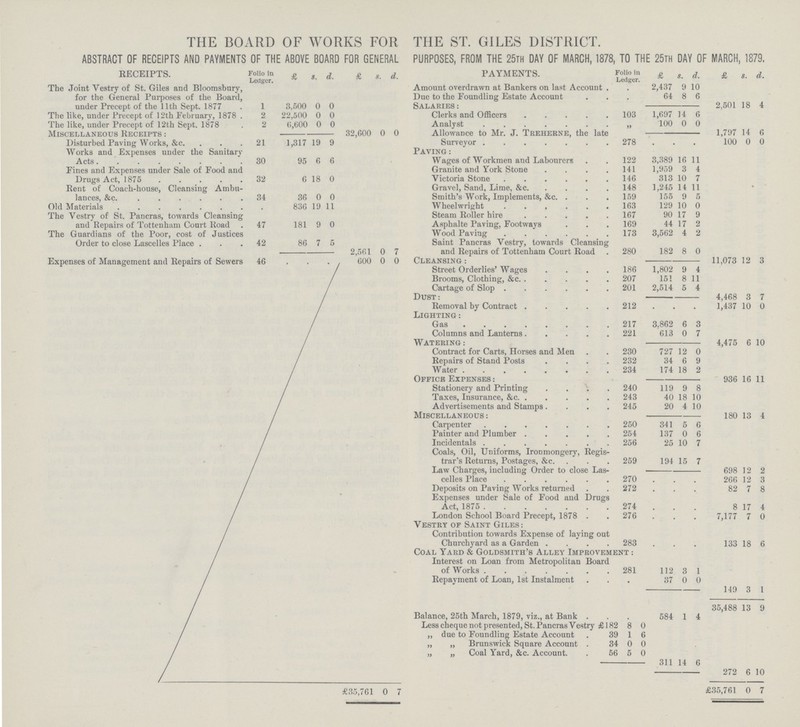 THE BOARD OF WORKS FOR THE ST. GILES DISTRICT.
ABSTRACT OF RECEIPTS AND PAYMENTS OF THE ABOVE BOARD FOR GENERAL PURPOSES, FROM THE 25TH DAY OF MARCH, 1878, TO THE 25TH DAY OF MARCH, 1879.
RECEIPTS. Folio in Ledger. £ s. d. £ s. d.
The Joint Vestry of St. Giles and Bloomsbury,
for the General Purposes of the Board,
under Precept of the 11th Sept. 1877 . 1 3,500 0 0
The like, under Precept of 12th February, 1878 . 2 22,500 0 0
The like, under Precept of 12th Sept. 1878 . 2 6,600 0 0
32,600 0 0
MISCELLANEOUS RECEIPTS:
Disturbed Paving Works, &c. . . . 21 1,317 19 9
Works and Expenses under the Sanitary
Acts . . . . . . . 30 95 6 6
Fines and Expenses under Sale of Food and
Drugs Act, 1875 . . . . . 32 6 18 0
Rent of Coach-house, Cleansing Ambu-
lances, &c. . . . . . . 34 36 0 0
Old Materials . . . . . . . . 836 19 11
The Vestry of St. Pancras, towards Cleansing
and Repairs of Tottenham Court Road . 47 181 9 0
The Guardians of the Poor, cost of Justices
Order to close Lascelles Place . . . 42 86 7 5
2,561 0 7
Expenses of Management and Repairs of Sewers 46 . . . 600 0 0
£35,761 0 7
PAYMENTS. Folio in Ledger. £ s. d. £ s. d.
Amount overdrawn at Bankers on last Account . . 2,437 9 10
Due to the Foundling Estate Account . . . 64 8 6
2,501 18 4
SALARIES:
Clerks and Officers . . . . . 103 1,697 14 6
Analyst . . . . . . „ 100 0 0
1,797 14 6
Allowance to Mr. J. TREHERNE, the late
Surveyor . . . . . . . 278 . . . 100 0 0
PAVING:
Wages of Workmen and Labourers . . 122 3,389 16 11
Granite and York Stone . . . . 141 1,959 3 4
Victoria Stone . . . . . . 146 313 10 7
Gravel, Sand, Lime, &c. . . . . 148 1,245 14 11
Smith's Work, Implements, &c. . . . 159 155 9 5
Wheelwright . . . . . . 163 129 10 0
Steam Roller hire . . . . . 167 90 17 9
Asphalte Paving, Footways . . . 169 44 17 2
Wood Paving . . . . . . 173 3,562 4 2
Saint Pancras Vestry, towards Cleansing
and Repairs of Tottenham Court Road . 280 182 8 0
11,073 12 3
CLEANSING:
Street Orderlies' Wages . . . . 186 1,802 9 4
Brooms, Clothing, &c. . . . . . 207 151 8 11
Cartage of Slop . . . . . . 201 2,514 5 4
4,468 3 7
DUST:
Removal by Contract . . . . . 212 . . . 1,437 10 0
LIGHTING:
Gas . . . . . . . . 217 3,862 6 3
Columns and Lanterns . . . . . 221 613 0 7
4,475 6 10
WATERING:
Contract for Carts, Horses and Men . . 230 727 12 0
Repairs of Stand Posts . . . . 232 34 6 9
Water . . . . . . . . 234 174 18 2
936 16 11
OFFICE EXPENSES:
Stationery and Printing . . . . 240 119 9 8
Taxes, Insurance, &c. . . . . . 243 40 18 10
Advertisements and Stamps . . . . 245 20 4 10
180 13 4
MISCELLANEOUS:
Carpenter . . . . . . . 250 341 5 6
Painter and Plumber . . . . . 254 137 0 6
Incidentals . . . . . . . 256 25 10 7
Coals, Oil, Uniforms, Ironmongery, Regis-
trar's Returns, Postages, &c. . . . 259 194 15 7
698 12 2
Law Charges, including Order to close Las-
celles Place . . . . . . 270 . . . 266 12 3
Deposits on Paving Works returned . . 272 . . . 82 7 8
Expenses under Sale of Food and Drugs
Act, 1875 . . . . . . . 274 . . . 8 17 4
London School Board Precept, 1878 . . 276 . . . 7,177 7 0
VESTRY OF SAINT GILES:
Contribution towards Expense of laying out
Churchyard as a Garden . . . . 283 . . . 133 18 6
COAL YARD & GOLDSMITH'S ALLEY IMPROVEMENT:
Interest on Loan from Metropolitan Board
of Works . . . . . . . 281 112 3 1
Repayment of Loan, 1st Instalment . . . 37 0 0
149 3 1
35,488 13 9
Balance, 25th March, 1879, viz., at Bank . . . 584 1 4
Less cheque not presented, St. Pancras Vestry £182 8 0
„ due to Foundling Estate Account . 39 1 6
„ „ Brunswick Square Account . 34 0 0
„ „ Coal Yard, &c. Account. . 56 5 0
311 14 6
272 6 10
£35,761 0 7